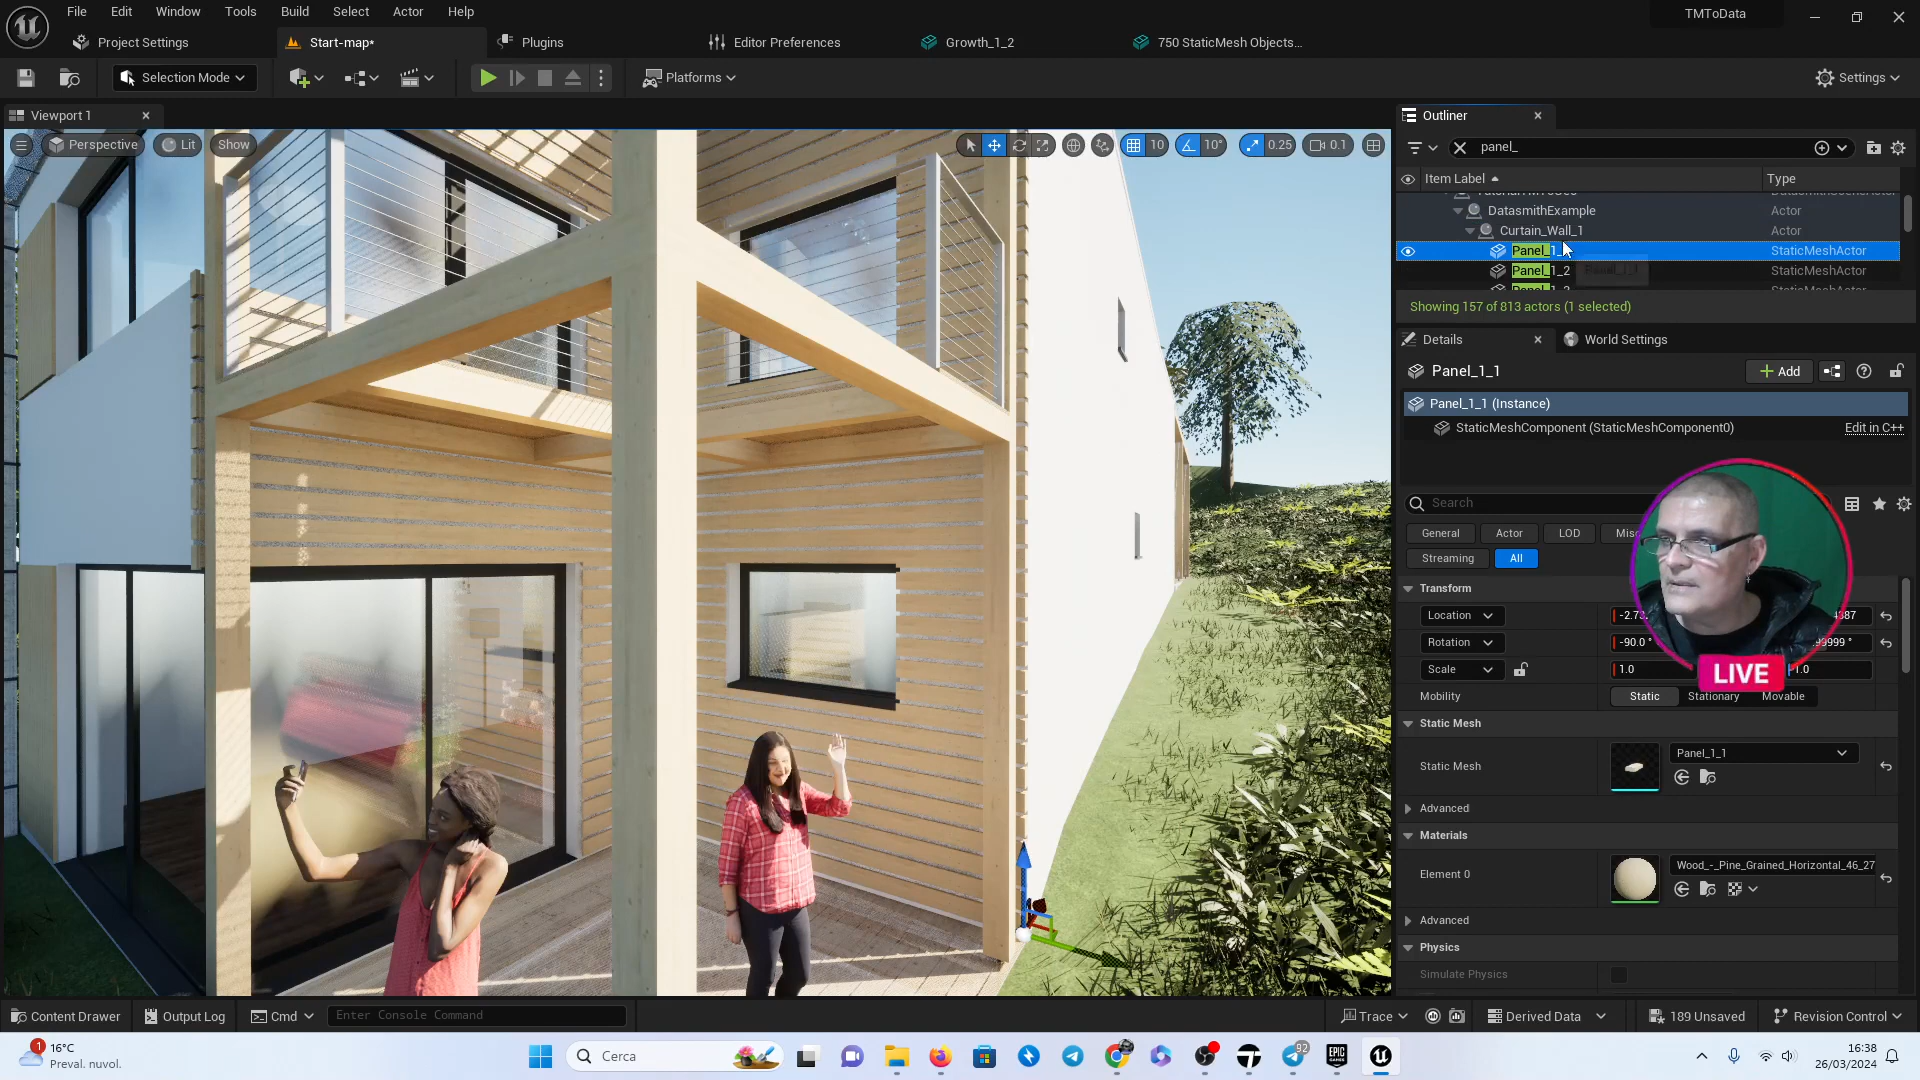 File Edit Window Tools Build Select Actor Help
TMToData
Project Settings Start-map* Plugins Editor Preferences Growth_1_2 750 StaticMesh Objects...
Selection Mode Platforms Settings
Viewport 1
Perspective Lit Show 10 10° 0.25 0.1
Outliner
panel_
Item Label Type
DatasmithExample Actor
Curtain_Wall_1 Actor
StaticMeshActor
Panel_1_2 StaticMeshActor
Showing 157 of 813 actors (1 selected)
Details World Settings
Panel_1_1 Add
Panel_1_1 (Instance)
StaticMeshComponent (StaticMeshComponent0) Edit in C++
Search
General Actor LOD
Streaming All
Transform
Location
Rotation -90.0 °
Scale 1.0 1.0
LIVE
Mobility Static Stationary Movable
Static Mesh
Panel_1_1
Static Mesh
Advanced
Materials
Wood_-_Pine_Grained_Horizontal_46_27
Element 0
Advanced
Physics
Simulate Physics
Content Drawer Output Log Cmd Enter Console Command Trace Derived Data 189 Unsaved Revision Control
1 16°C
Preval. nuvol.
Cerca
92
EPIC GAMES
16:38
26/03/2024